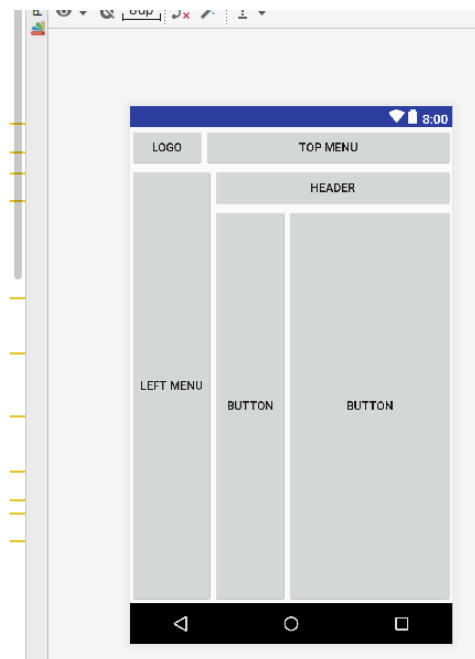 8:00
LOGO TOP MENU
HEADER
LEFT MENU
BUTTON BUTTON